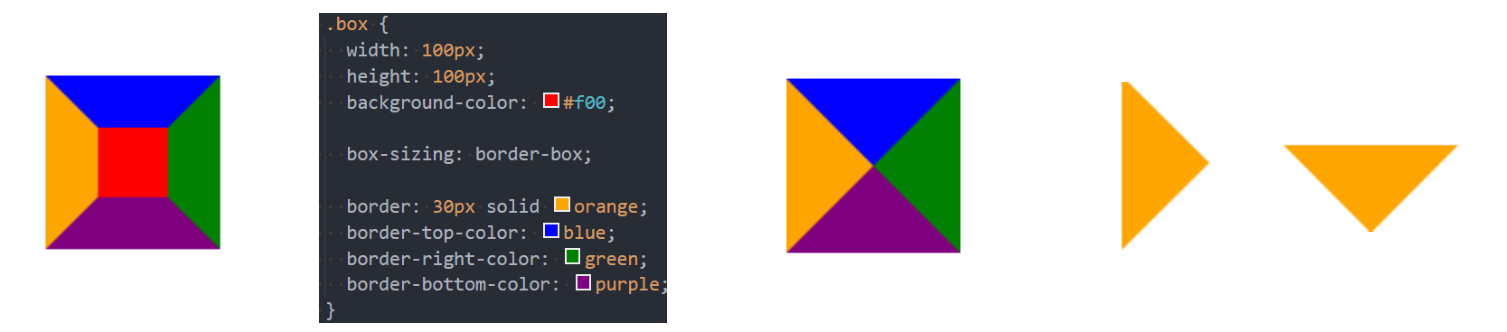 .box {
width: 100px;
height: 100px;
background-color: #f00;
box-sizing: border-box;
border: 30px solid orange;
border-top-color: blue;
border-right-color: green;
border-bottom-color: purple;
}